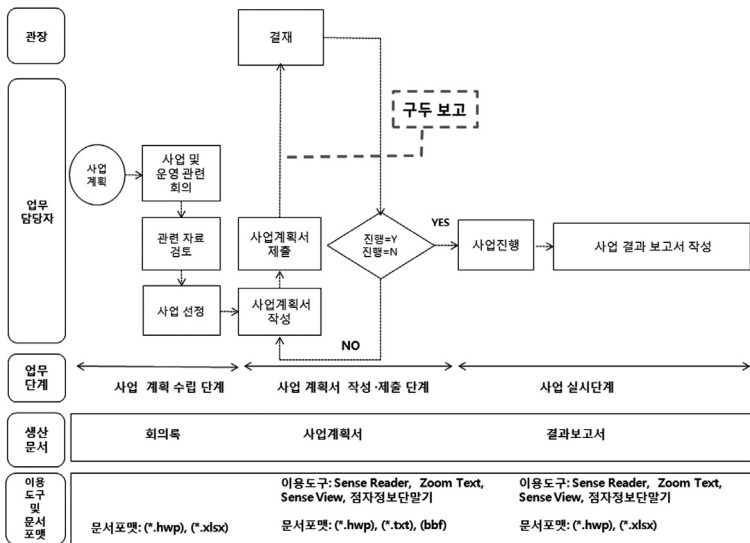 관장
결재
구두 보고
업무
담당자
사업
계획
사업 및
운영 관련
회의
관련 자료
검토
사업 선정
사업계획서
제출
사업계획서
작성
진행=Y
진행=N
YES
NO
사업진행
사업 결과 보고서 작성
업무
단계
사업 계획 수립 단계
사업 계획서 작성·제출 단계
사업 실시단계
생산
문서
회의록
사업계획서
결과보고서
이용
도구
및
문서
포맷
문서포맷: (*.hwp), (*.xlsx)
이용도구: Sense Reader, Zoom Text,
Sense View, 점자정보단말기
문서포맷: (*.hwp), (*.txt), (bbf)
이용도구: Sense Reader, Zoom Text,
Sense View, 점자정보단말기
문서포맷: (*.hwp), (*.xlsx)